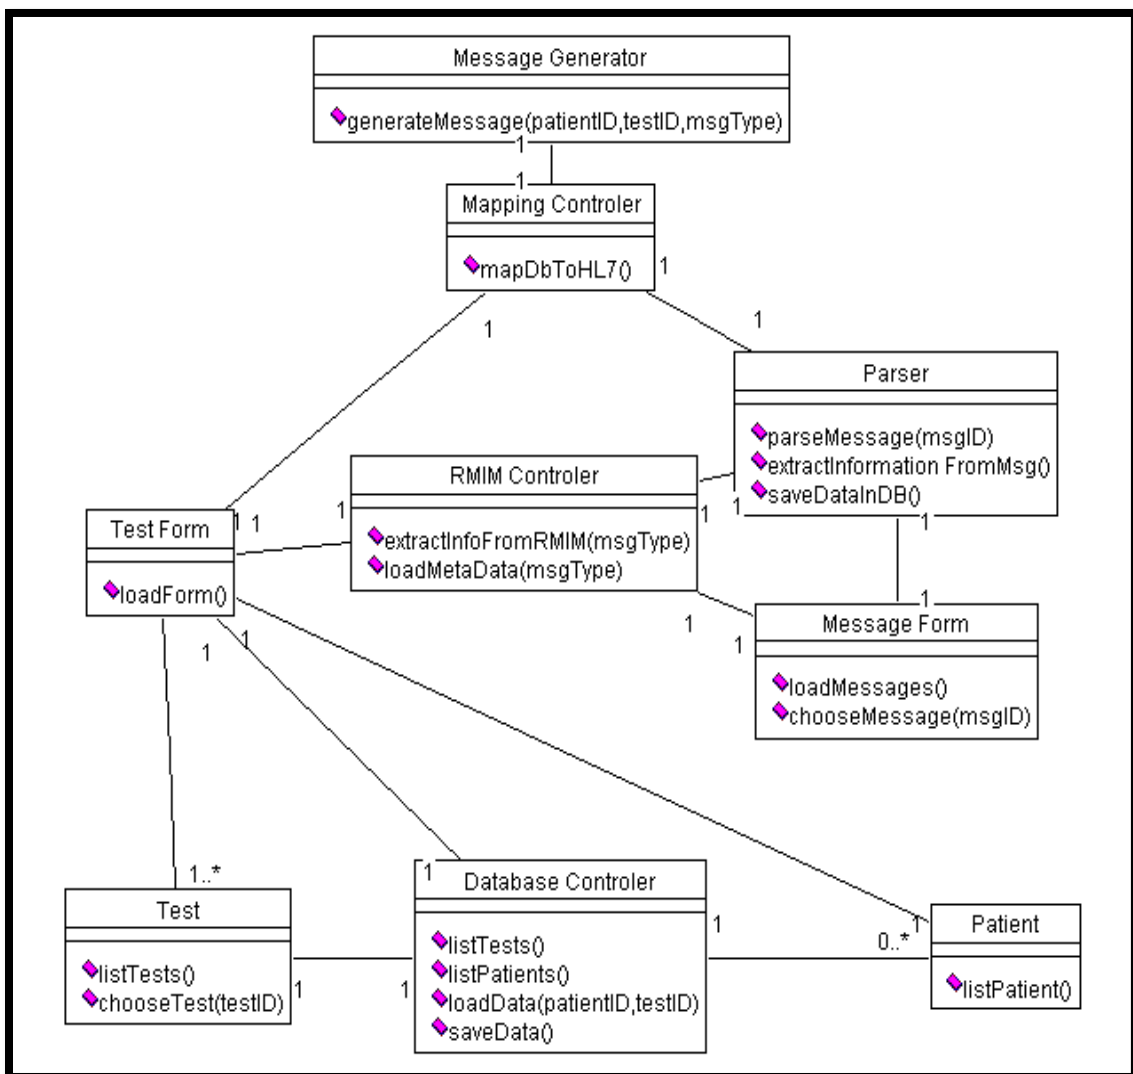 Message Generator
generateMessage(patientID,testID,msgType)
1
1
Mapping Controler
mapDbToHL7()
1
1
1
Parser
parseMessage(msgID)
extractInformation FromMsg()
saveDataInDB()
1
1
RMIM Controler
extractInfoFromRMIM(msgType)
loadMetaData(msgType)
1
1
1
1
1
Test Form
loadForm()
1
1
1
1
Message Form
loadMessages()
chooseMessage(msgID)
1..*
Test
listTests()
chooseTest(testID)
1
1
1
Database Controler
listTests()
listPatients()
loadData(patientID,testID)
saveData()
1
0..*
1
Patient
listPatient()